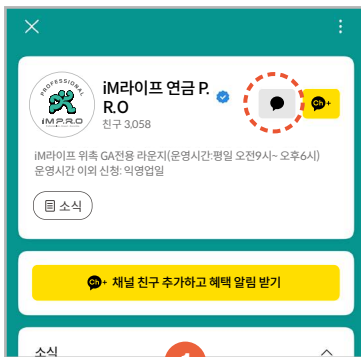 PROFESSIONAL
iM P.R.O
iM라이프 연금 P.
R.O
친구 3,058
Ch+
iM라이프 위촉 GA전용 라운지(운영시간:평일 오전9시~ 오후6시)
운영시간 이외 신청: 익영업일
소식
Ch+ 채널 친구 추가하고 혜택 알림 받기
소식